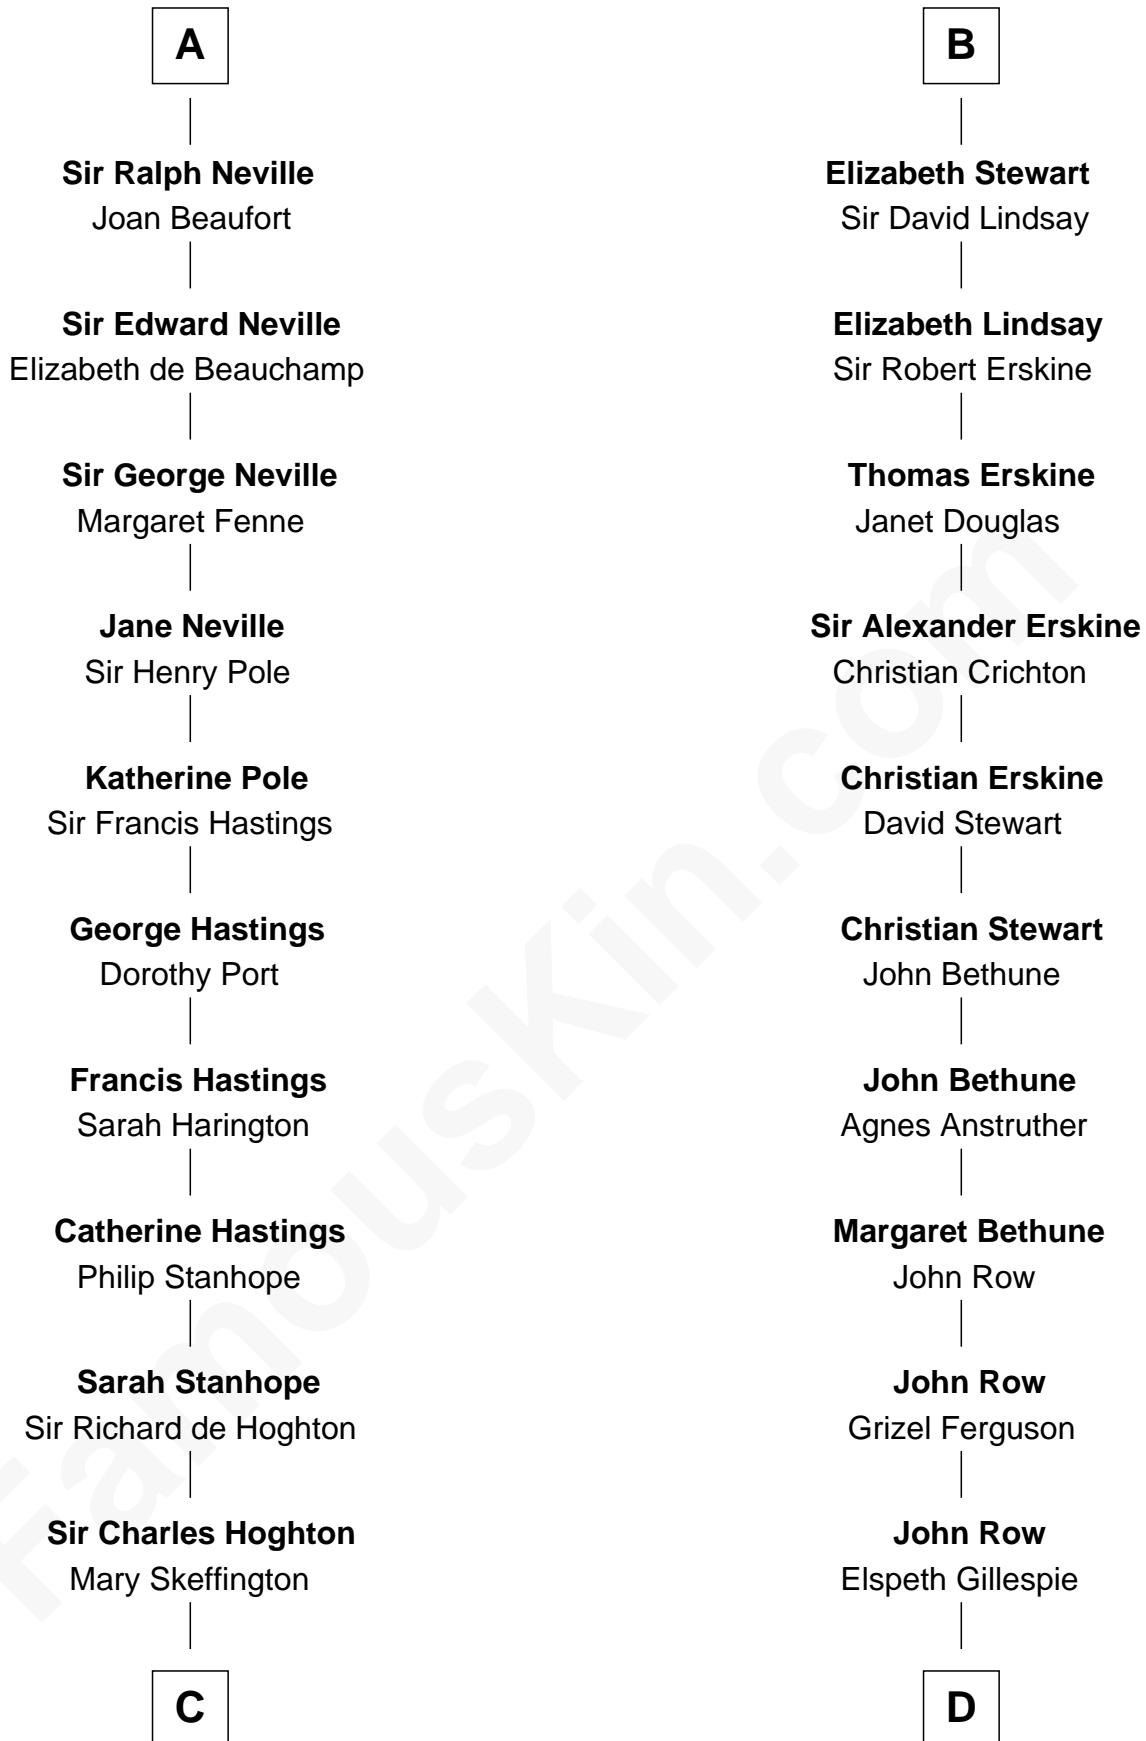 A
Sir Ralph Neville
Joan Beaufort
Sir Edward Neville
Elizabeth de Beauchamp
Sir George Neville
Margaret Fenne
Jane Neville
Sir Henry Pole
Katherine Pole
Sir Francis Hastings
George Hastings
Dorothy Port
Francis Hastings
Sarah Harington
Catherine Hastings
Philip Stanhope
Sarah Stanhope
Sir Richard de Hoghton
Sir Charles Hoghton
Mary Skeffington
C
B
Elizabeth Stewart
Sir David Lindsay
Elizabeth Lindsay
Sir Robert Erskine
Thomas Erskine
Janet Douglas
Sir Alexander Erskine
Christian Crichton
Christian Erskine
David Stewart
Christian Stewart
John Bethune
John Bethune
Agnes Anstruther
Margaret Bethune
John Row
John Row
Grizel Ferguson
John Row
Elspeth Gillespie
D
FamousKin.com